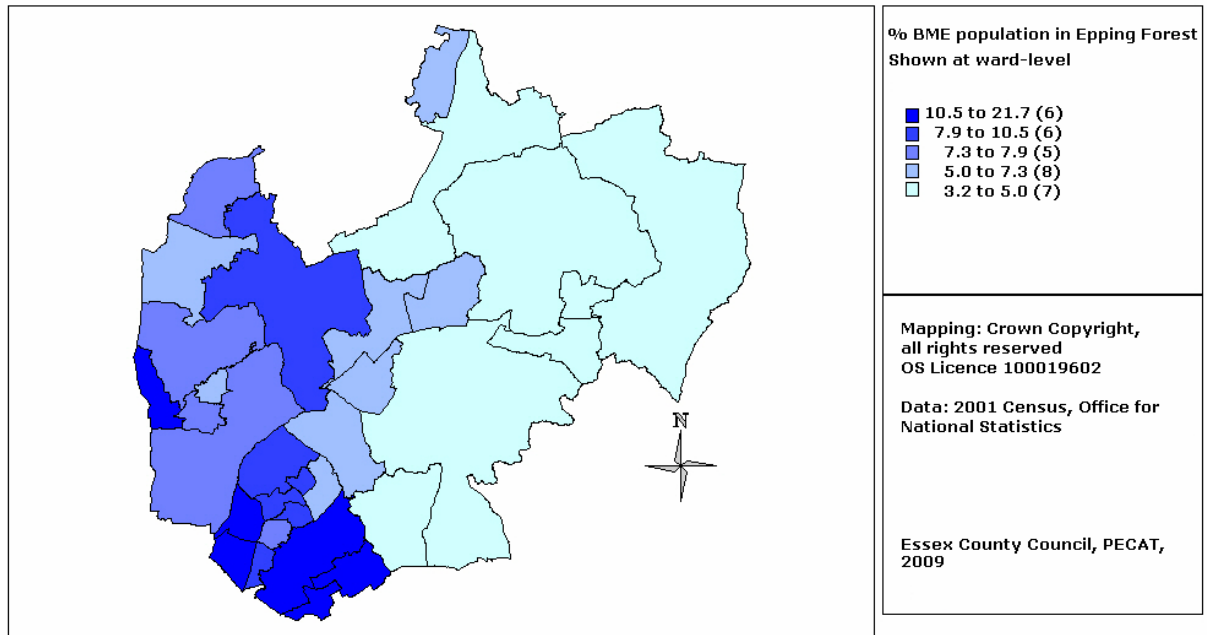 % BME population in Epping Forest
Shown at ward-level
10.5 to 21.7 (6)
7.9 to 10.5 (6)
7.3 to 7.9 (5)
5.0 to 7.3 (8)
3.2 to 5.0 (7)
N
Mapping: Crown Copyright,
all rights reserved
OS Licence 100019602
Data: 2001 Census, Office for
National Statistics
Essex County Council, PECAT,
2009